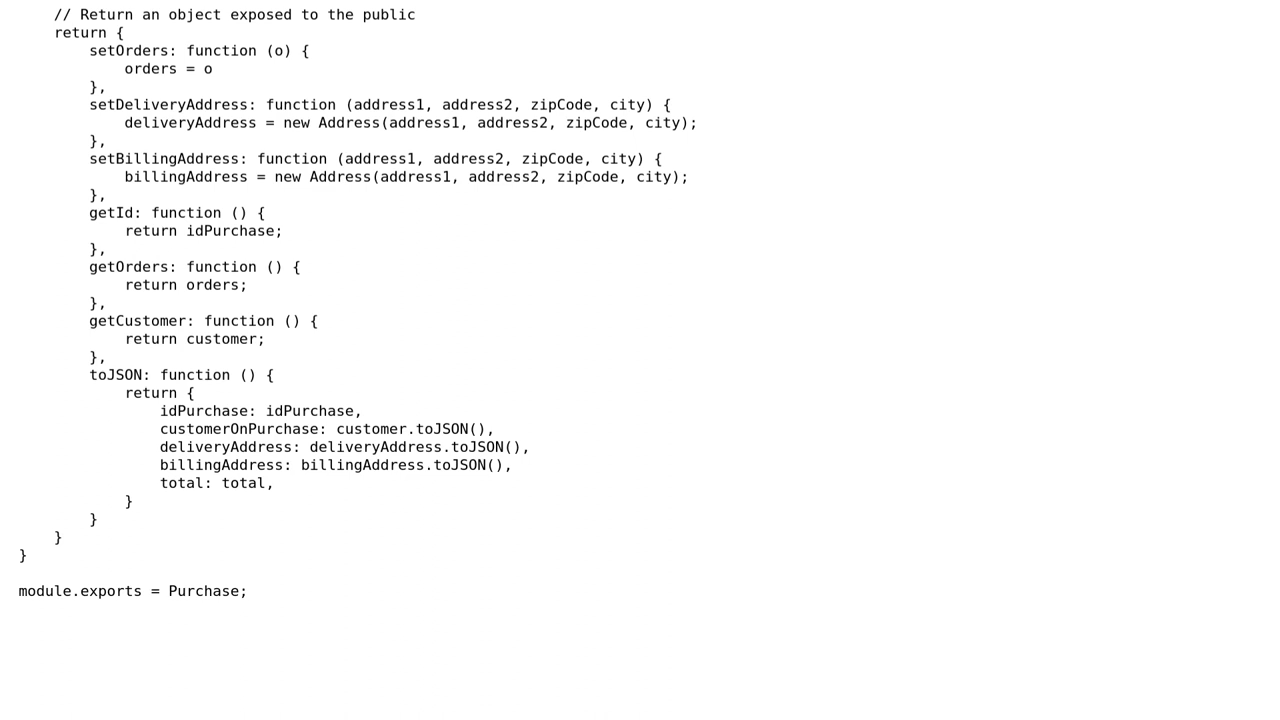 // Return an object exposed to the public
    return {
        setOrders: function (o) {
            orders = o
        },
        setDeliveryAddress: function (address1, address2, zipCode, city) {
            deliveryAddress = new Address(address1, address2, zipCode, city);
        },
        setBillingAddress: function (address1, address2, zipCode, city) {
            billingAddress = new Address(address1, address2, zipCode, city);
        },
        getId: function () {
            return idPurchase;
        },
        getOrders: function () {
            return orders;
        },
        getCustomer: function () {
            return customer;
        },
        toJSON: function () {
            return {
                idPurchase: idPurchase,
                customerOnPurchase: customer.toJSON(),
                deliveryAddress: deliveryAddress.toJSON(),
                billingAddress: billingAddress.toJSON(),
                total: total,
            }
        }
    }
}

module.exports = Purchase;